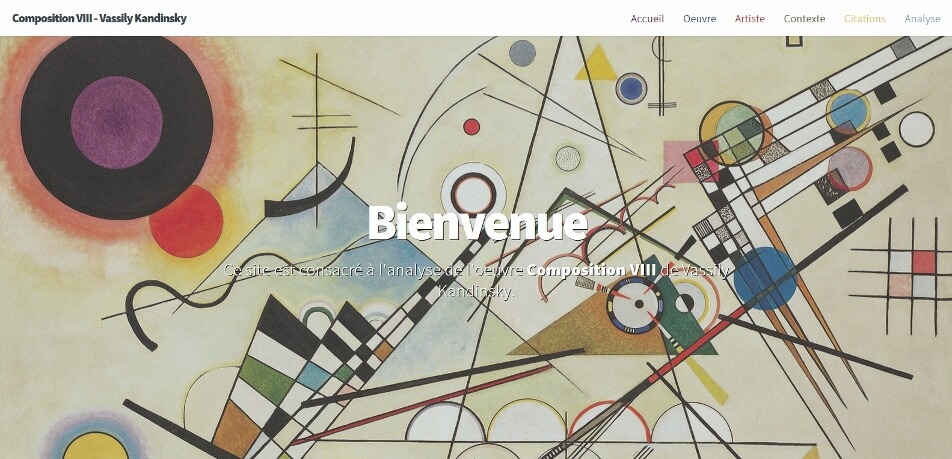 Composition VIII - Vassily Kandinsky
Accueil Oeuvre Artiste Contexte Citations Analyse
Bienvenue
Ce site est consacré à l'analyse de l'oeuvre Composition VIII de Vassily
Kandinsky.